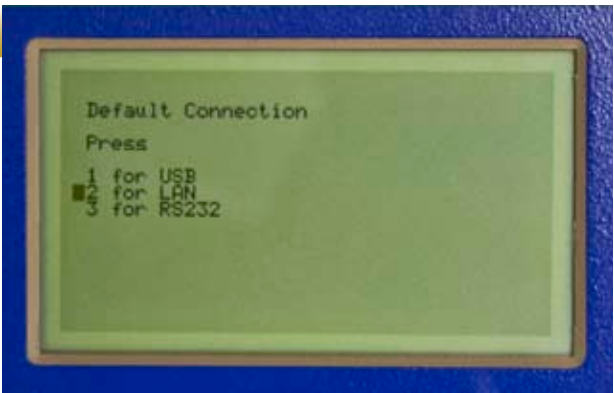 Default Connection
Press
1 for USB
2 for LAN
3 for RS232